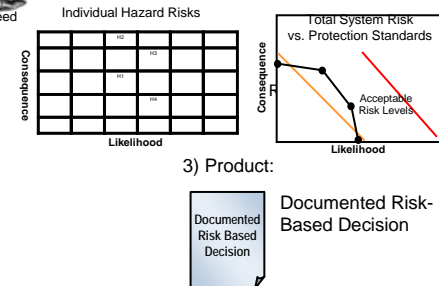 eed
Individual Hazard Risks
Consequence
H2
H3
H1
H4
Likelihood
Total System Risk
vs. Protection Standards
Consequence
R
Acceptable
Risk Levels
Likelihood
3) Product:
Documented
Risk Based
Decision
Documented Risk-
Based Decision